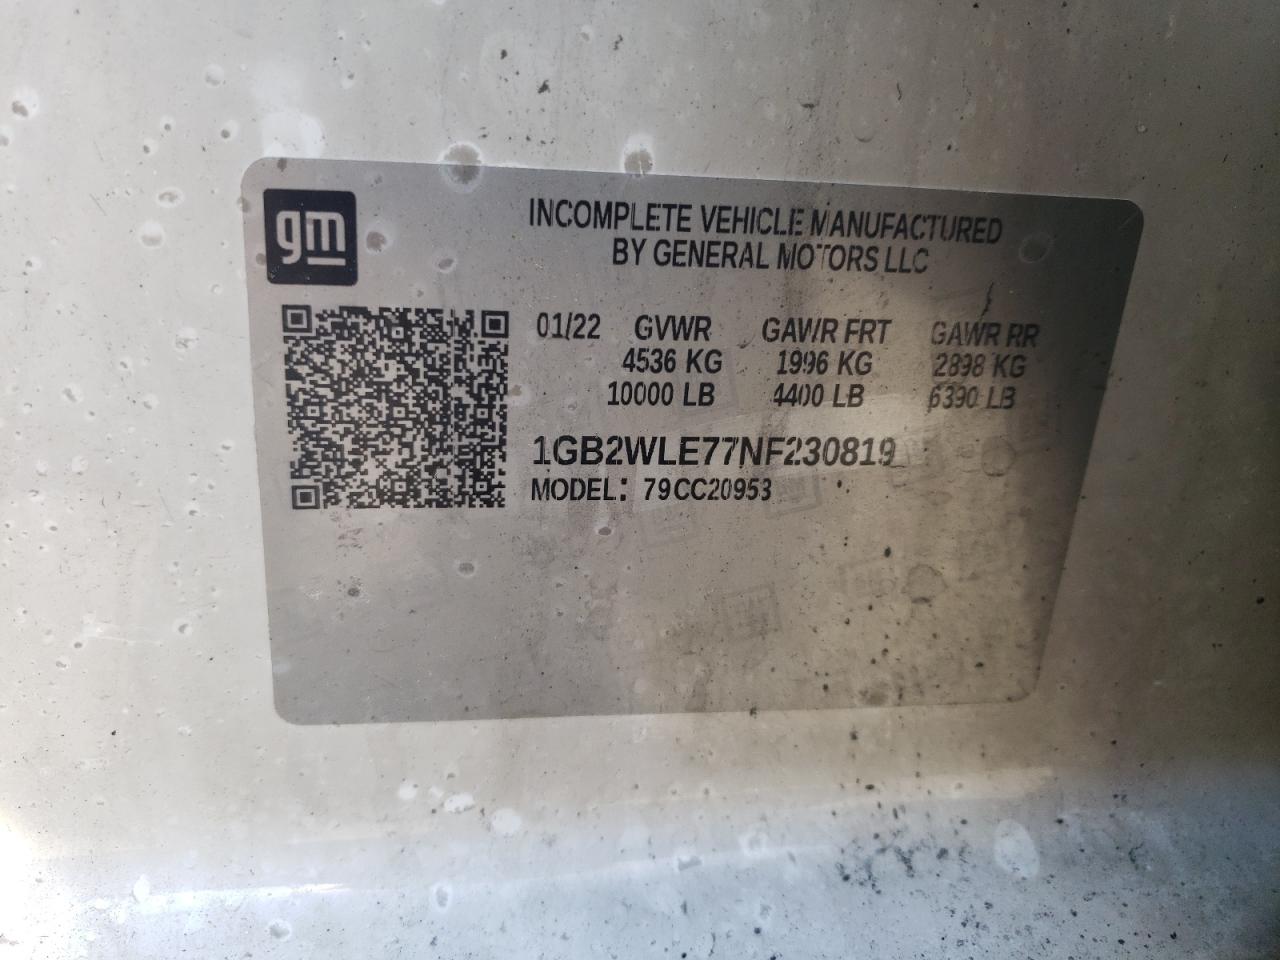 gm
INCOMPLETE VEHICLE MANUFACTURED
BY GENERAL MOTORS LLC
01/22 GVWR GAWR FRT GAWR RR
4536 KG 1996 KG 2898 KG
10000 LB 4400 LB 6390 LB
1GB2WLE77NF230819
MODEL: 79CC20953